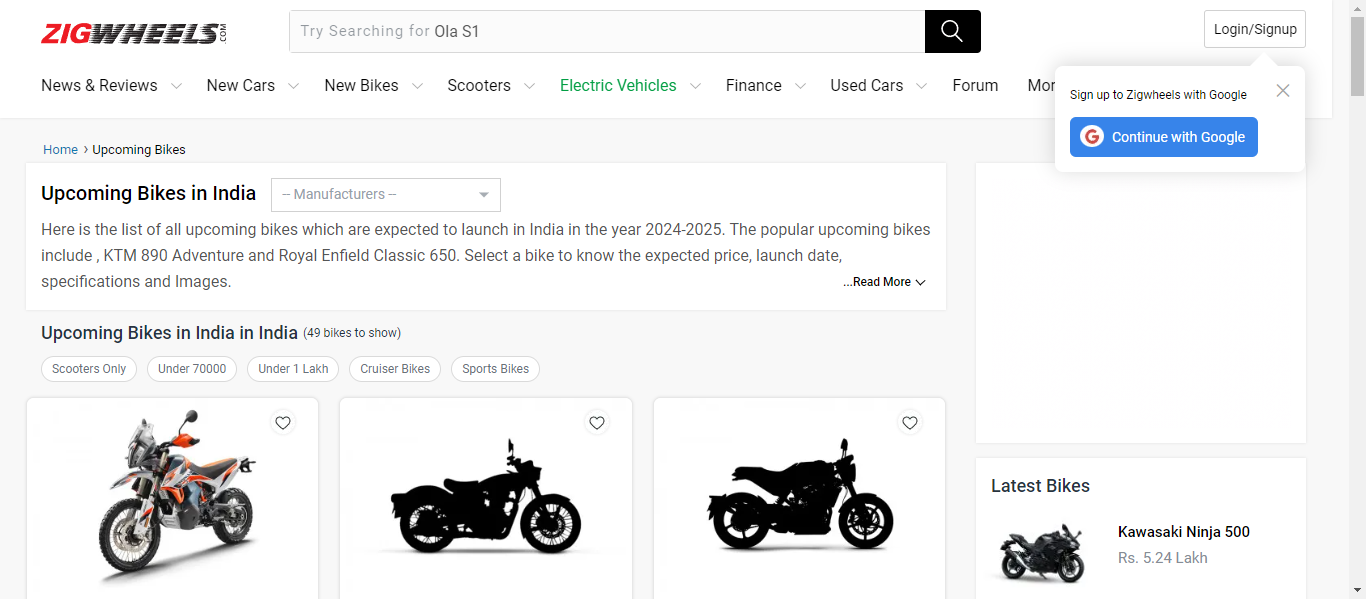 ZIGWHEELS.COM
Try Searching for Ola S1
Login/Signup
News & Reviews
New Cars
New Bikes
Scooters
Electric Vehicles
Finance
Used Cars
Forum
Mor
Sign up to Zigwheels with Google
Continue with Google
Home › Upcoming Bikes
Upcoming Bikes in India
-- Manufacturers --
Here is the list of all upcoming bikes which are expected to launch in India in the year 2024-2025. The popular upcoming bikes
include , KTM 890 Adventure and Royal Enfield Classic 650. Select a bike to know the expected price, launch date,
specifications and Images.
...Read More
Upcoming Bikes in India in India (49 bikes to show)
Scooters Only
Under 70000
Under 1 Lakh
Cruiser Bikes
Sports Bikes
Latest Bikes
Kawasaki Ninja 500
Rs. 5.24 Lakh